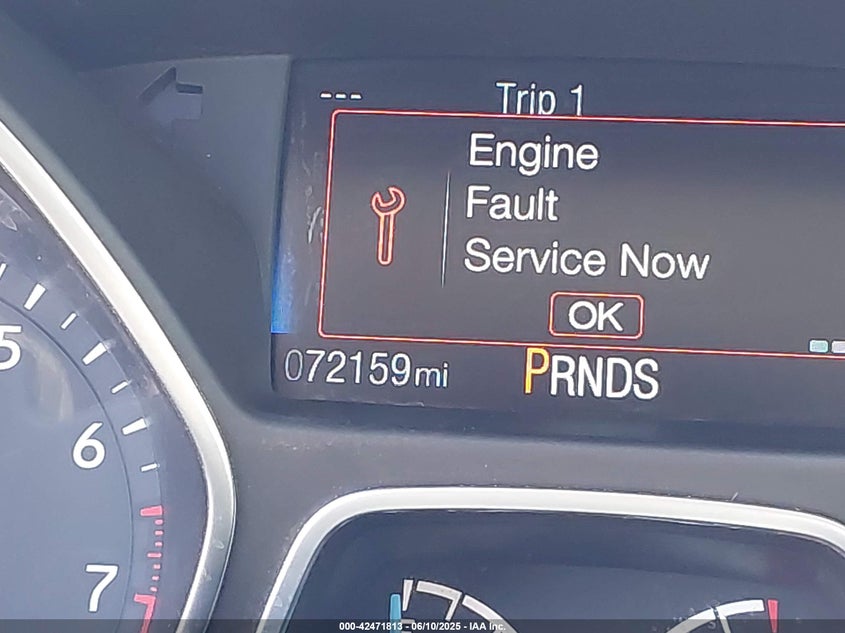 --- Trip 1
Engine
Fault
Service Now
OK
072159mi PRNDS
5
6
7
000-42471813 - 06/10/2025 - IAA Inc.